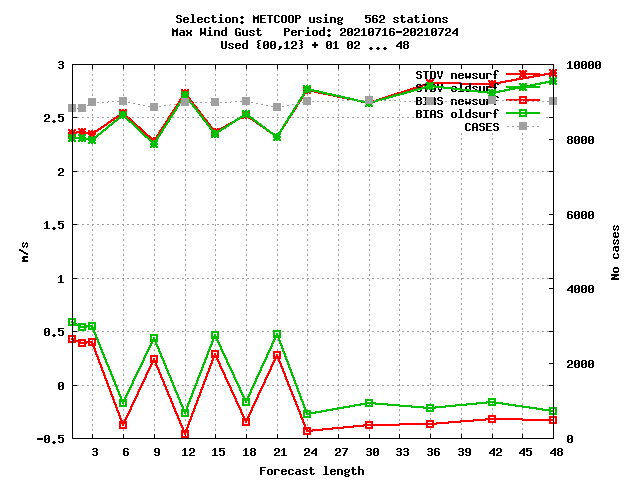 Selection: METCOOP using 562 stations
Max Wind Gust Period: 20210716-20210724
Used {00,12} + 01 02 ... 48
STDV newsurf
STDV oldsurf
BIAS newsurf
BIAS oldsurf
CASES
3
2.5
2
1.5
1
0.5
0
-0.5
m/s
10000
8000
6000
4000
2000
0
No cases
3 6 9 12 15 18 21 24 27 30 33 36 39 42 45 48
Forecast length